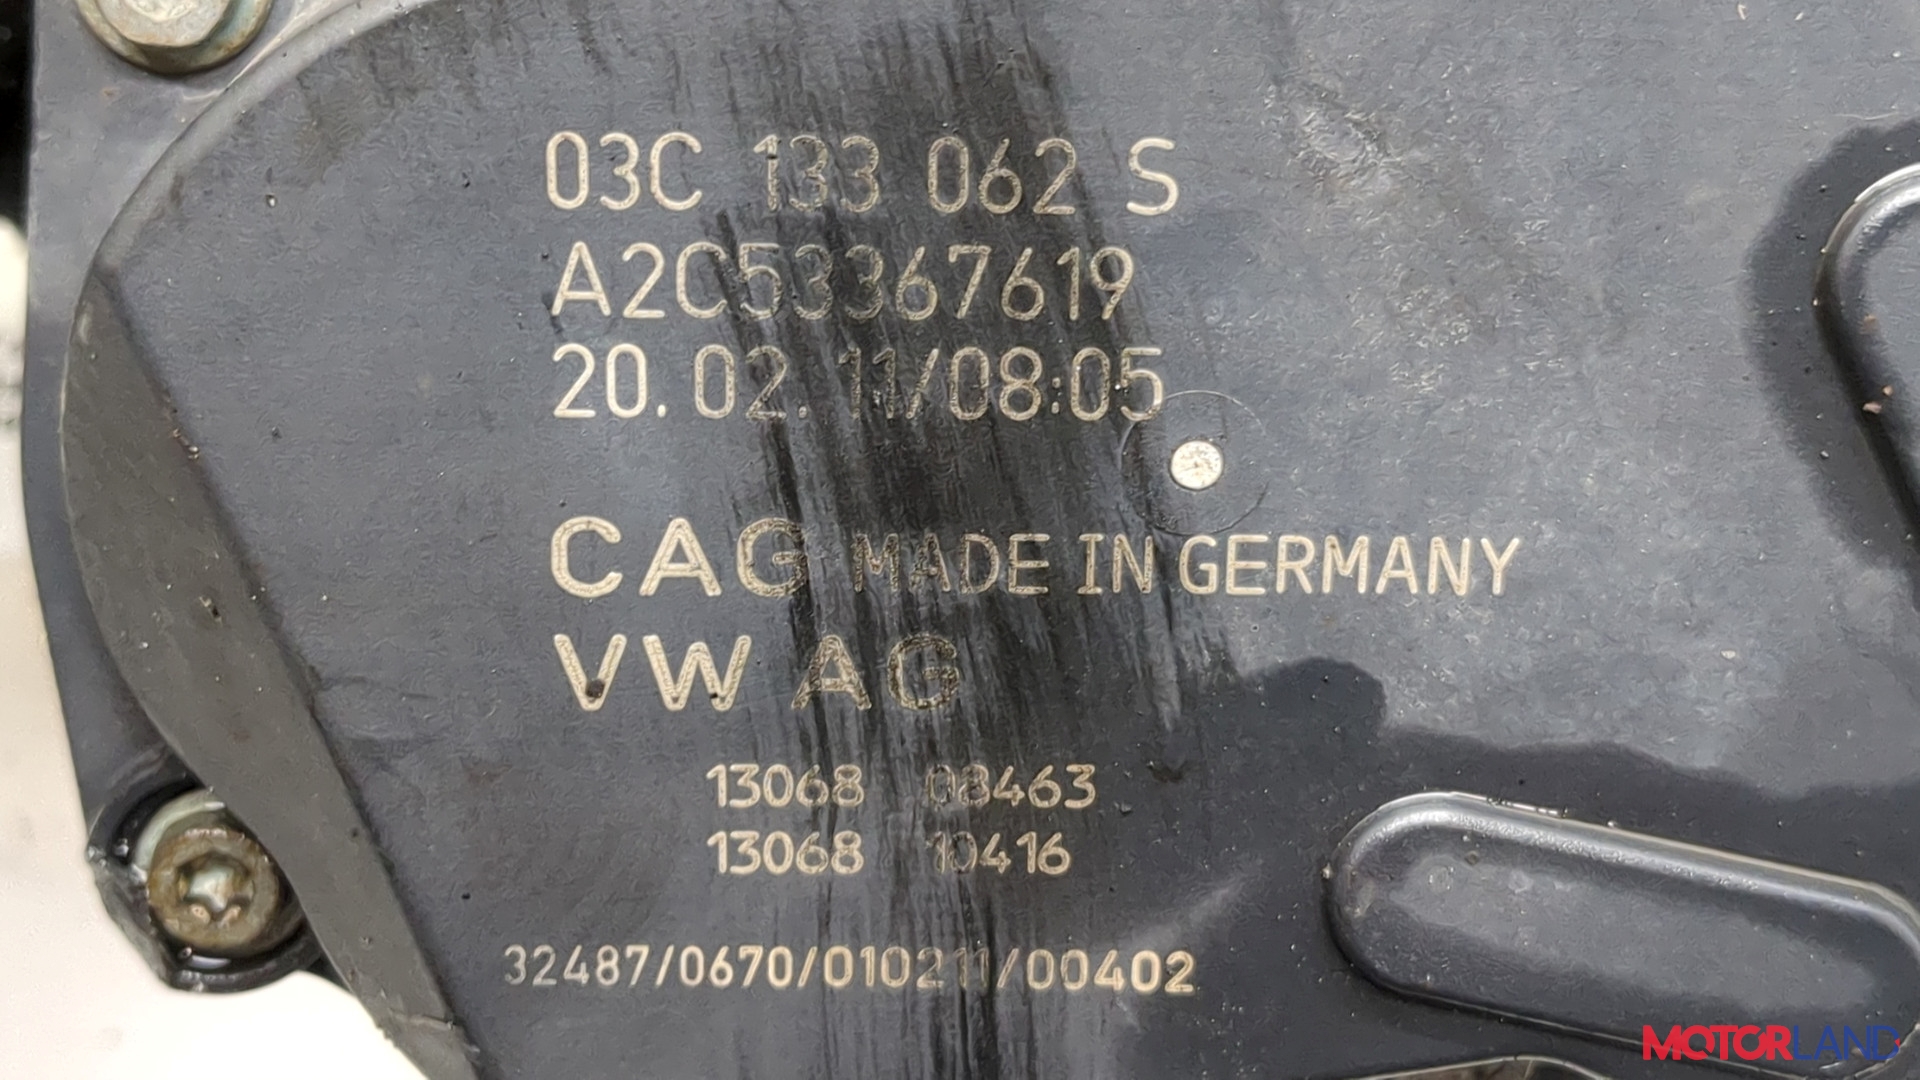 03C 133 062 S
A2C53367619
20.02.11/08:05
CAG MADE IN GERMANY
VW AG
13068 08463
13068 10416
32487/0670/010211/00402
MOTORLAND